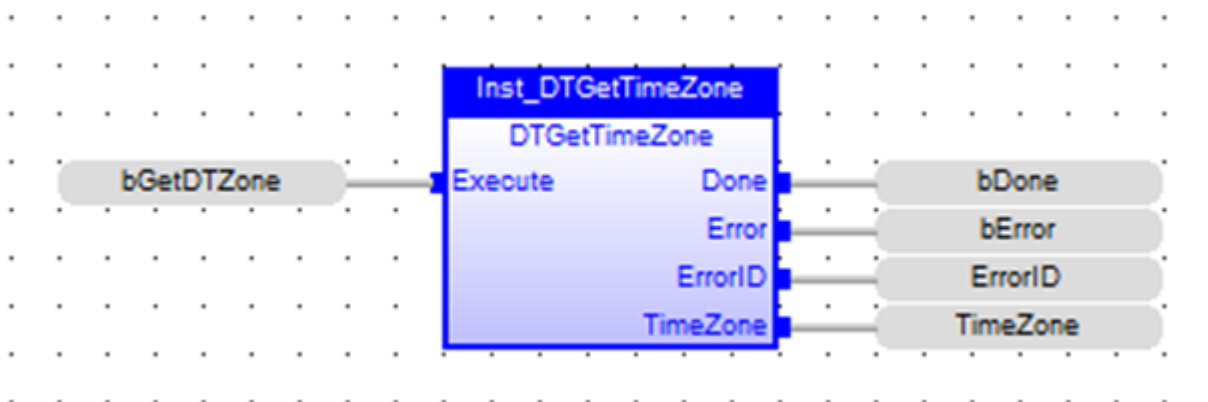 Inst_DTGetTimeZone
DTGetTimeZone
bGetDTZone Execute Done bDone
Error bError
ErrorID ErrorID
TimeZone TimeZone